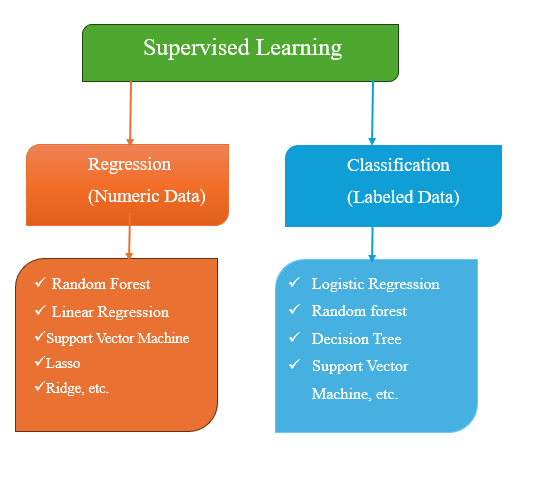 Supervised Learning
Regression
(Numeric Data)
Classification
(Labeled Data)
✓ Random Forest
✓ Linear Regression
✓Support Vector Machine
✓Lasso
✓Ridge, etc.
✓ Logistic Regression
✓ Random forest
✓ Decision Tree
✓ Support Vector
Machine, etc.